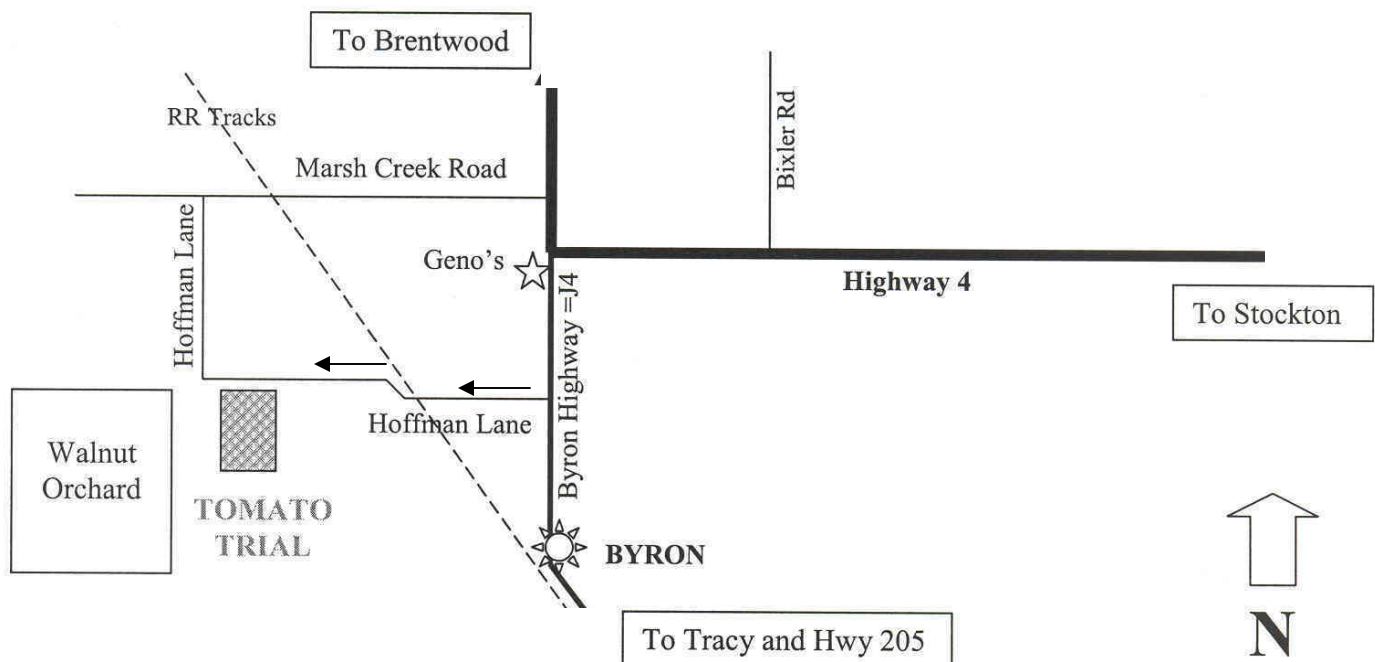 To Brentwood
RR Tracks
Marsh Creek Road
Bixler Rd
Hoffman Lane
Geno's
Byron Highway =J4
Highway 4
To Stockton
Hoffman Lane
Walnut
Orchard
TOMATO
TRIAL
BYRON
To Tracy and Hwy 205
N